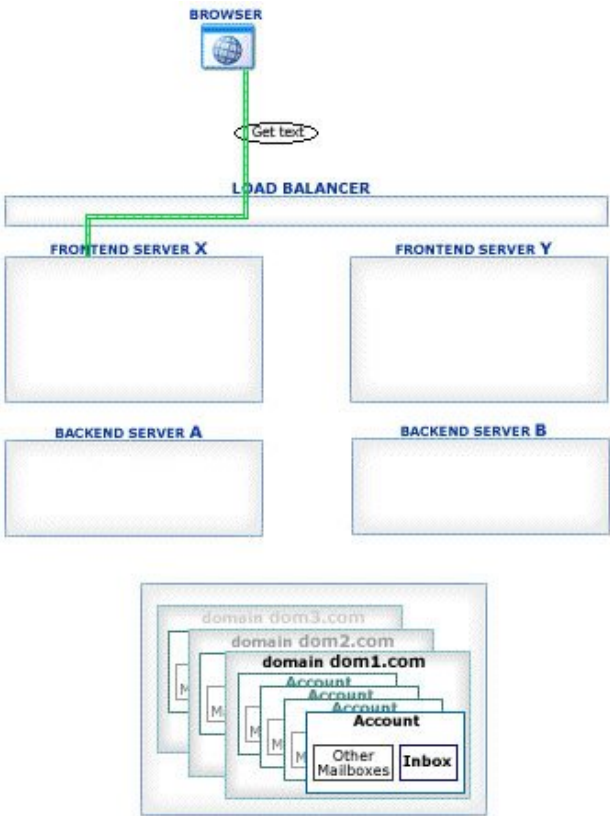 BROWSER
Get text
LOAD BALANCER
FRONTEND SERVER X
FRONTEND SERVER Y
BACKEND SERVER A
BACKEND SERVER B
domain dom3.com
domain dom2.com
domain dom1.com
Account
Account
Account
Account
M
M
M
M
M
Other
Mailboxes
Inbox